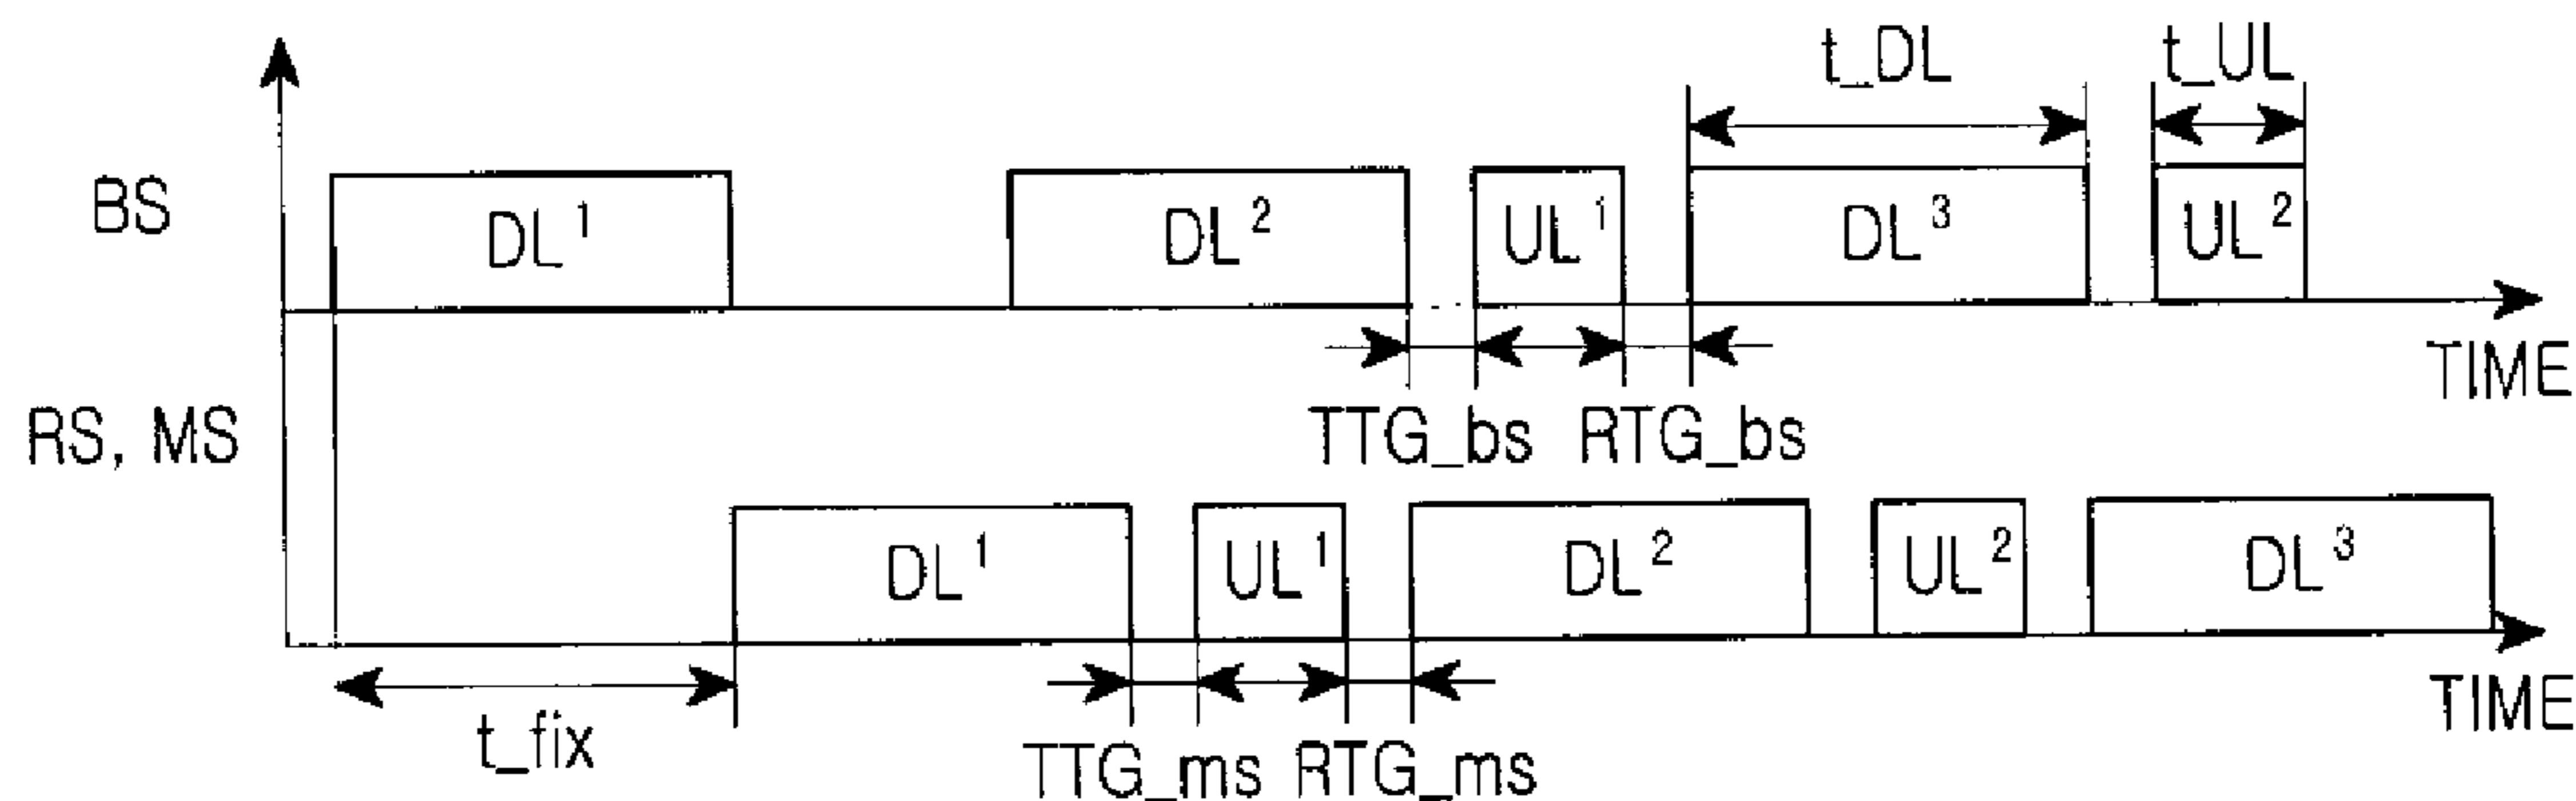 t_DL t_UL
BS DL¹ DL² UL¹ DL³ UL²
TIME
TTG_bs RTG_bs
RS, MS
DL¹ UL¹ DL² UL² DL³
TIME
t_fix
TTG_ms RTG_ms